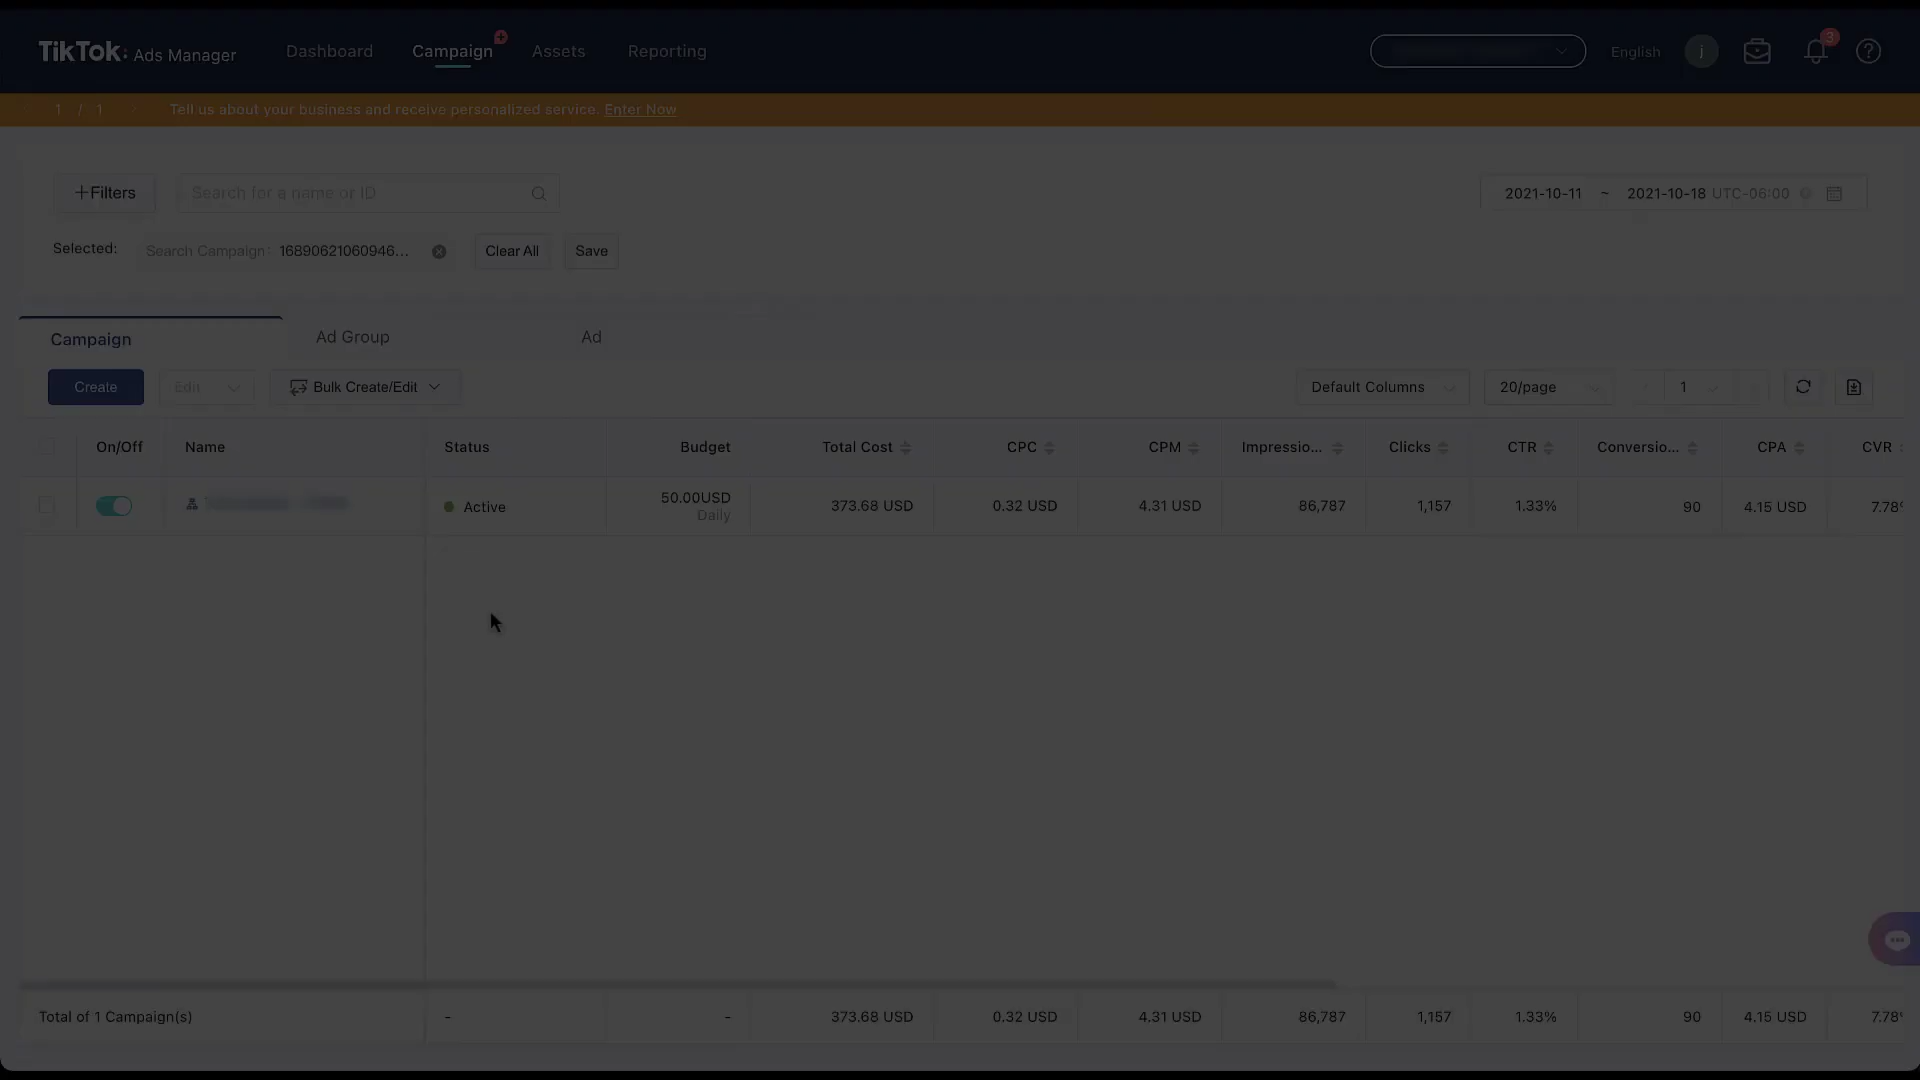 TikTok: Ads Manager Dashboard Campaign Assets Reporting English j 3
1 / 1 Tell us about your business and receive personalized service. Enter Now
+Filters Search for a name or ID 2021-10-11 ~ 2021-10-18 UTC-06:00
Selected: Search Campaign: 16890621060946... Clear All Save
Campaign Ad Group Ad
Create Edit Bulk Create/Edit Default Columns 20/page 1
On/Off Name Status Budget Total Cost CPC CPM Impressio... Clicks CTR Conversio... CPA CVR
Active 50.00USD 373.68 USD 0.32 USD 4.31 USD 86,787 1,157 1.33% 90 4.15 USD
Daily
Total of 1 Campaign(s) - - 373.68 USD 0.32 USD 4.31 USD 86,787 1,157 1.33% 90 4.15 USD